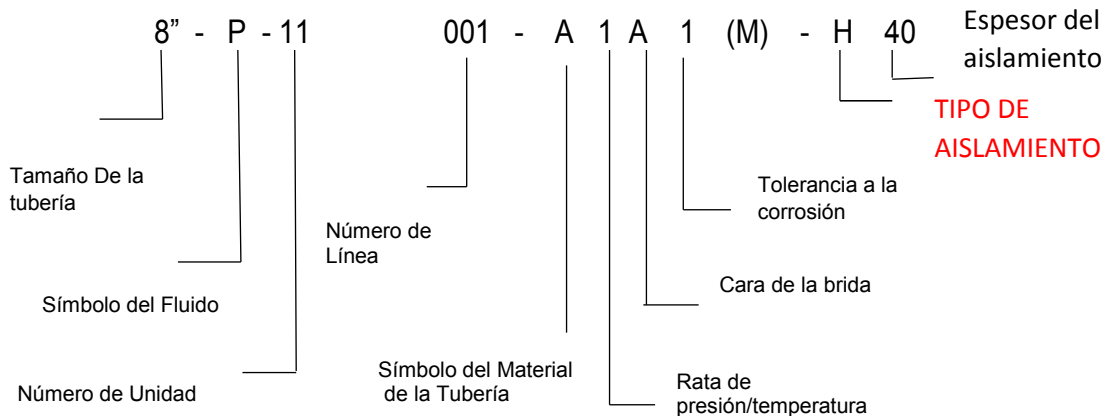 8” - P - 11 001 - A 1 A 1 (M) - H 40
Espesor del
aislamiento
TIPO DE
AISLAMIENTO
Tamaño De la
tubería
Tolerancia a la
corrosión
Número de
Línea
Símbolo del Fluido
Cara de la brida
Número de Unidad
Símbolo del Material
de la Tubería
Rata de
presión/temperatura